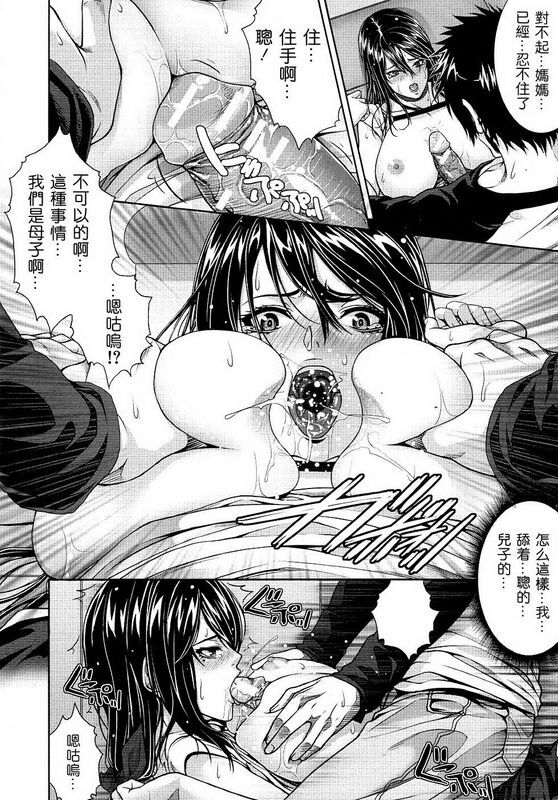 對不起…媽媽…
已經…忍不住了
住…
住手啊…
聰！
不可以的啊…
這種事情…
我們是母子啊…
…嗯咕嗚!?
怎么這樣…我…
舔着…聰的…
兒子的…
嗯咕嗚…